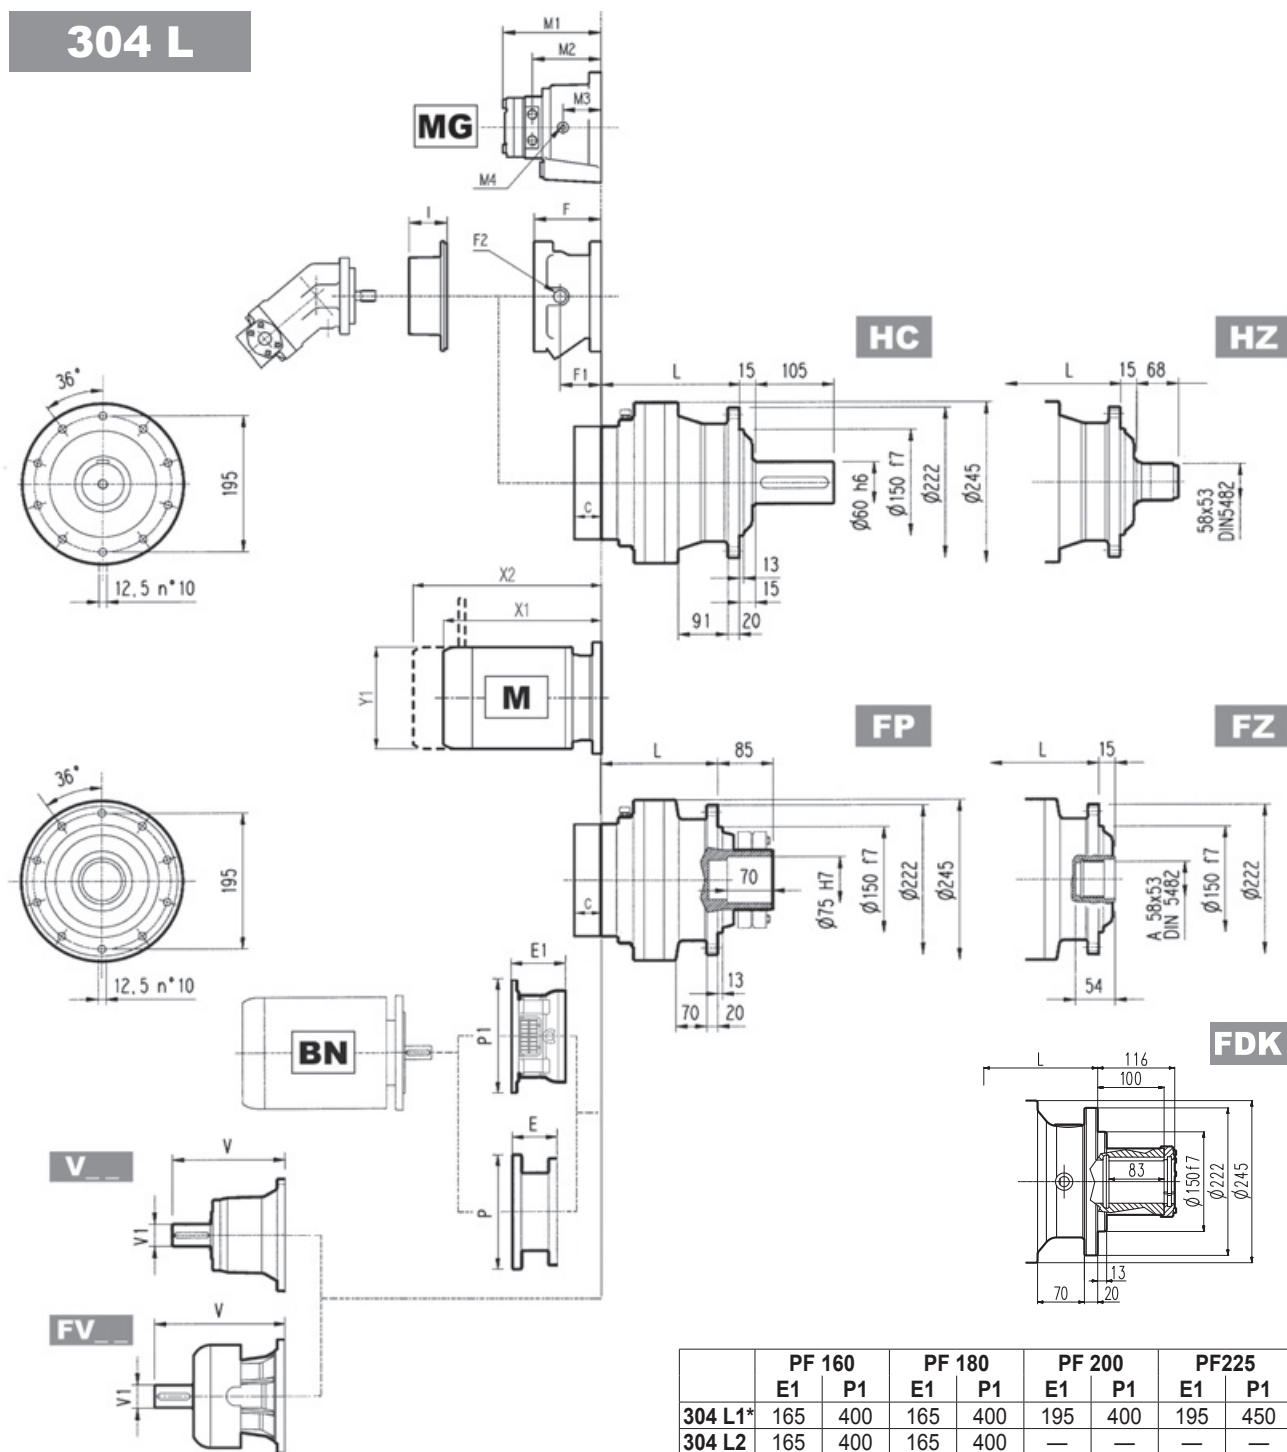 304 L
M1
M2
M3
MG
M4
I
F
F2
HC
HZ
F1
L
15
105
L
15
68
36°
195
12,5 n°10
C
Ø60 h6
Ø150 f7
Ø222
Ø245
58x53
DIN5482
13
15
91
20
X2
X1
Y1
M
FP
FZ
L
85
L
15
36°
195
12,5 n°10
C
70
Ø75 H7
Ø150 f7
Ø222
Ø245
A 58x53
DIN 5482
Ø150 f7
Ø222
54
13
70
20
E1
P1
BN
E
P
FDK
L
116
100
83
Ø150f7
Ø222
Ø245
13
70
20
V_ _
V
V1
FV_ _
V
V1
PF 160 PF 180 PF 200 PF225
E1 P1 E1 P1 E1 P1 E1 P1
304 L1* 165 400 165 400 195 400 195 450
304 L2 165 400 165 400 — — — —